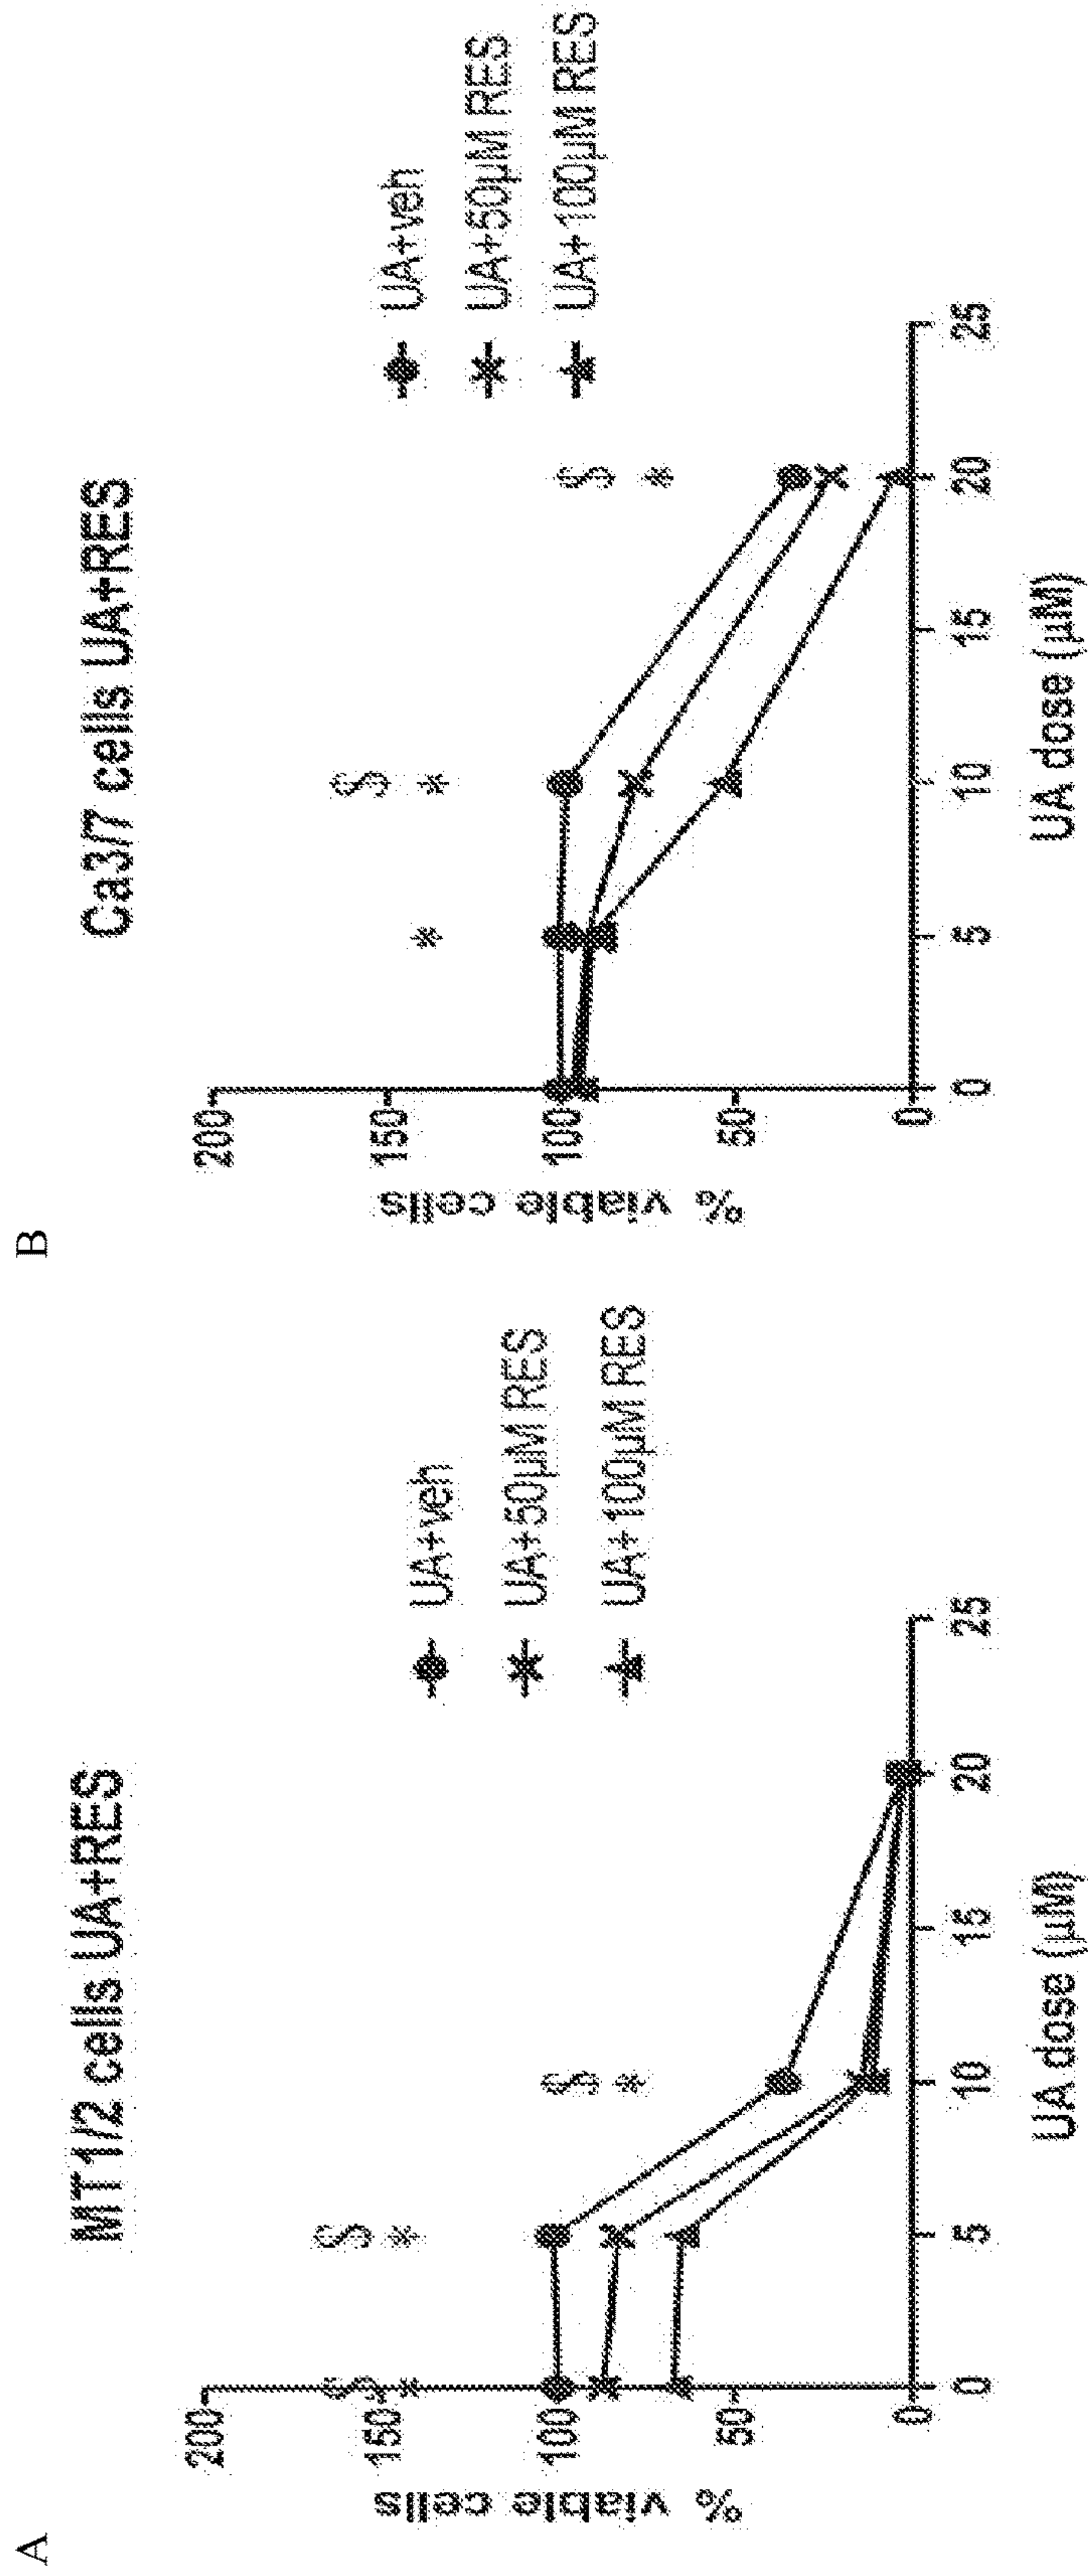 A
MT1/2 cells UA+RES
% viable cells
200
150
100
50
0
$
*
$
*
$
*
0
5
10
15
20
25
UA dose (µM)
UA+veh
UA+50µM RES
UA+100µM RES
B
Ca3/7 cells UA+RES
% viable cells
200
150
100
50
0
*
$
*
$
*
0
5
10
15
20
25
UA dose (µM)
UA+veh
UA+50µM RES
UA+100µM RES